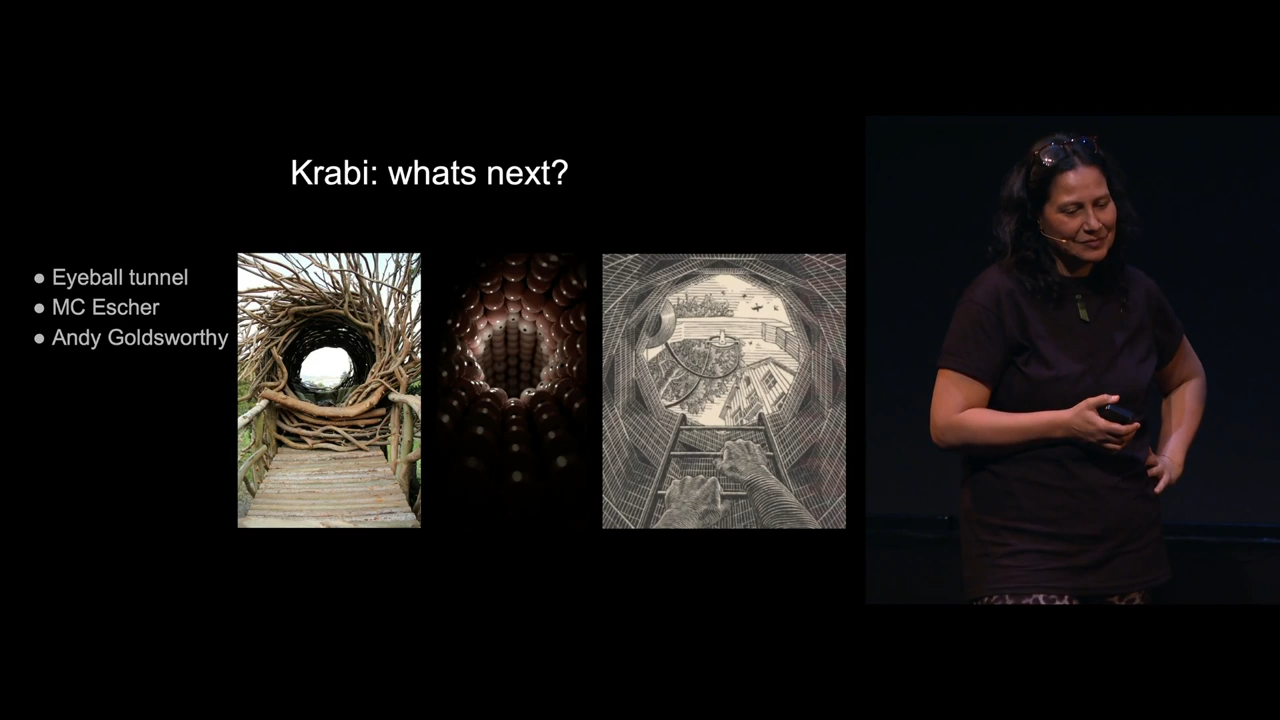 Krabi: whats next?
● Eyeball tunnel
● MC Escher
● Andy Goldsworthy